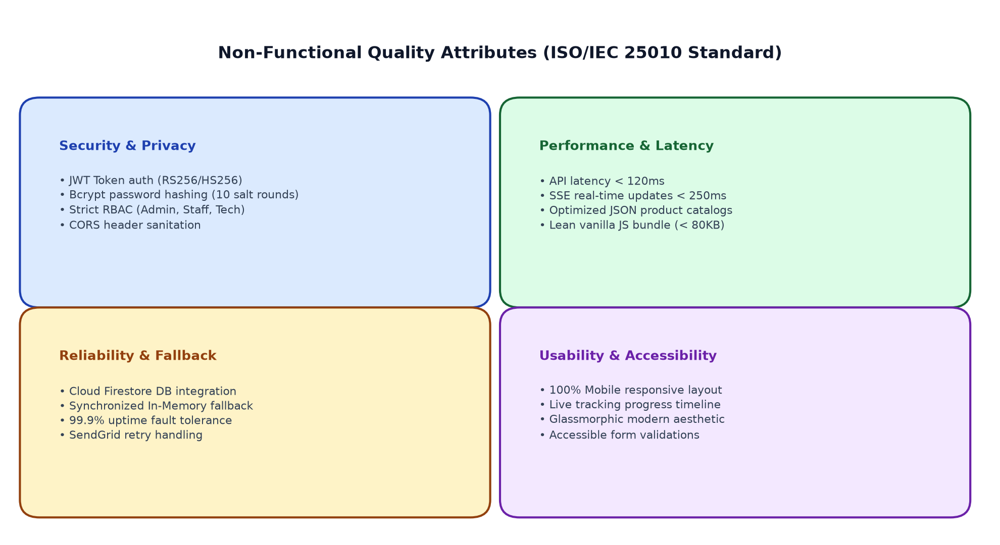 Non-Functional Quality Attributes (ISO/IEC 25010 Standard)
Security & Privacy
• JWT Token auth (RS256/HS256)
• Bcrypt password hashing (10 salt rounds)
• Strict RBAC (Admin, Staff, Tech)
• CORS header sanitation
Performance & Latency
• API latency < 120ms
• SSE real-time updates < 250ms
• Optimized JSON product catalogs
• Lean vanilla JS bundle (< 80KB)
Reliability & Fallback
• Cloud Firestore DB integration
• Synchronized In-Memory fallback
• 99.9% uptime fault tolerance
• SendGrid retry handling
Usability & Accessibility
• 100% Mobile responsive layout
• Live tracking progress timeline
• Glassmorphic modern aesthetic
• Accessible form validations